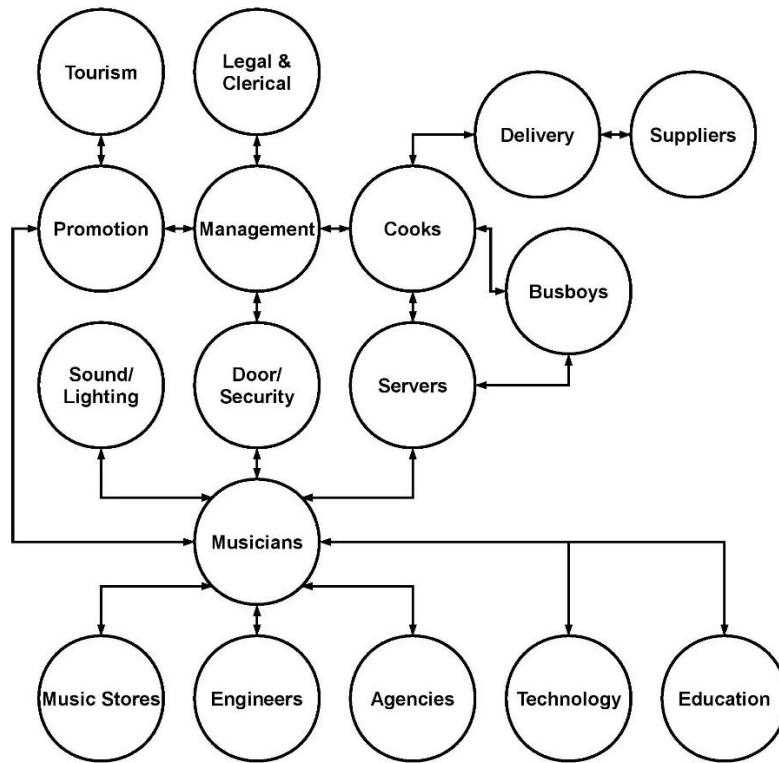 Tourism
Legal &
Clerical
Delivery
Suppliers
Promotion
Management
Cooks
Busboys
Sound/
Lighting
Door/
Security
Servers
Musicians
Music Stores
Engineers
Agencies
Technology
Education